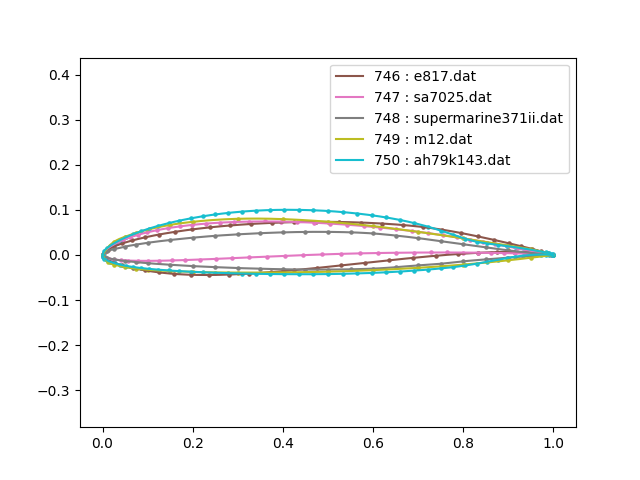 0.4
0.3
0.2
0.1
0.0
−0.1
−0.2
−0.3
0.0 0.2 0.4 0.6 0.8 1.0
746 : e817.dat
747 : sa7025.dat
748 : supermarine371ii.dat
749 : m12.dat
750 : ah79k143.dat